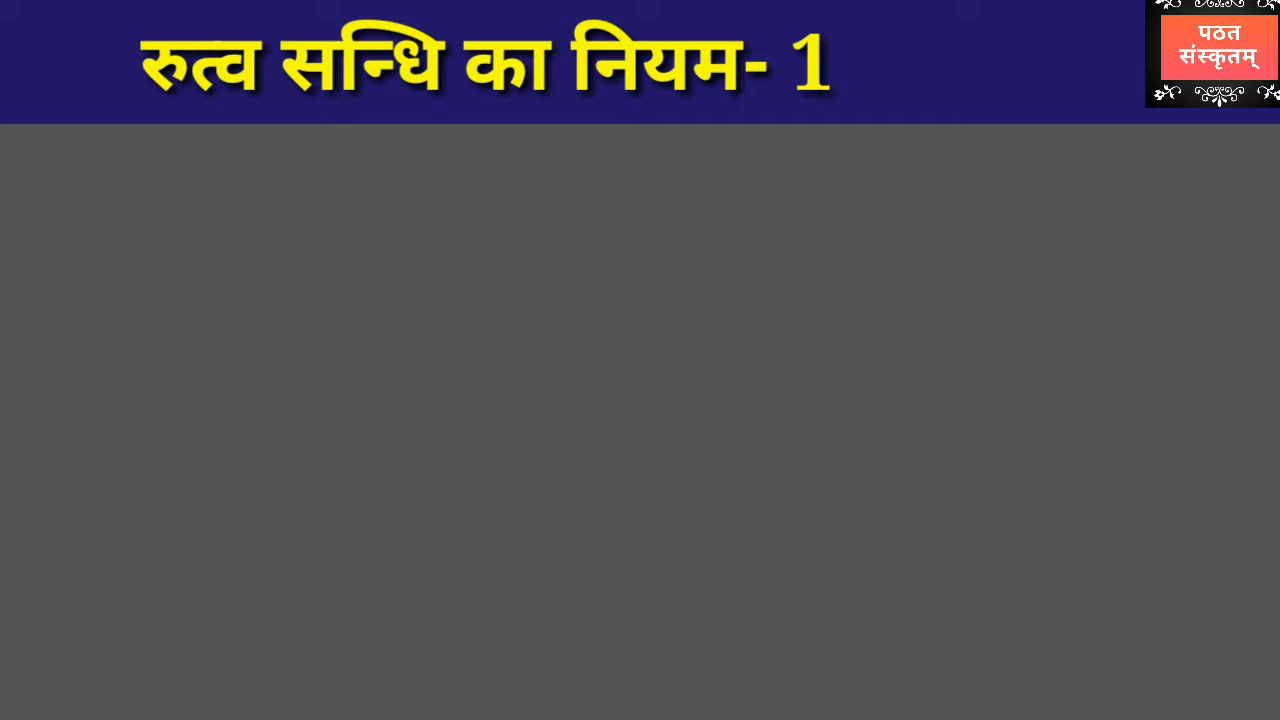 रुत्व सन्धि का नियम- 1
पठत
संस्कृतम्